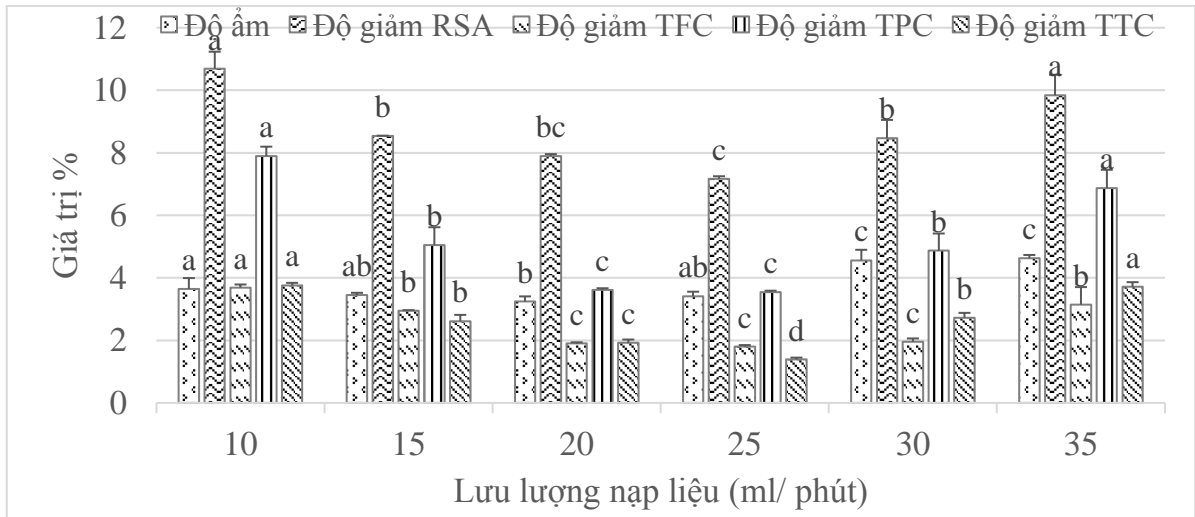 Độ ẩm Độ giảm RSA Độ giảm TFC Độ giảm TPC Độ giảm TTC
12
10
8
6
4
2
0
Giá trị %
a a a a a
ab b b b b
b bc c c c
ab c c c d
c b c b b
c a b a a
10 15 20 25 30 35
Lưu lượng nạp liệu (ml/ phút)